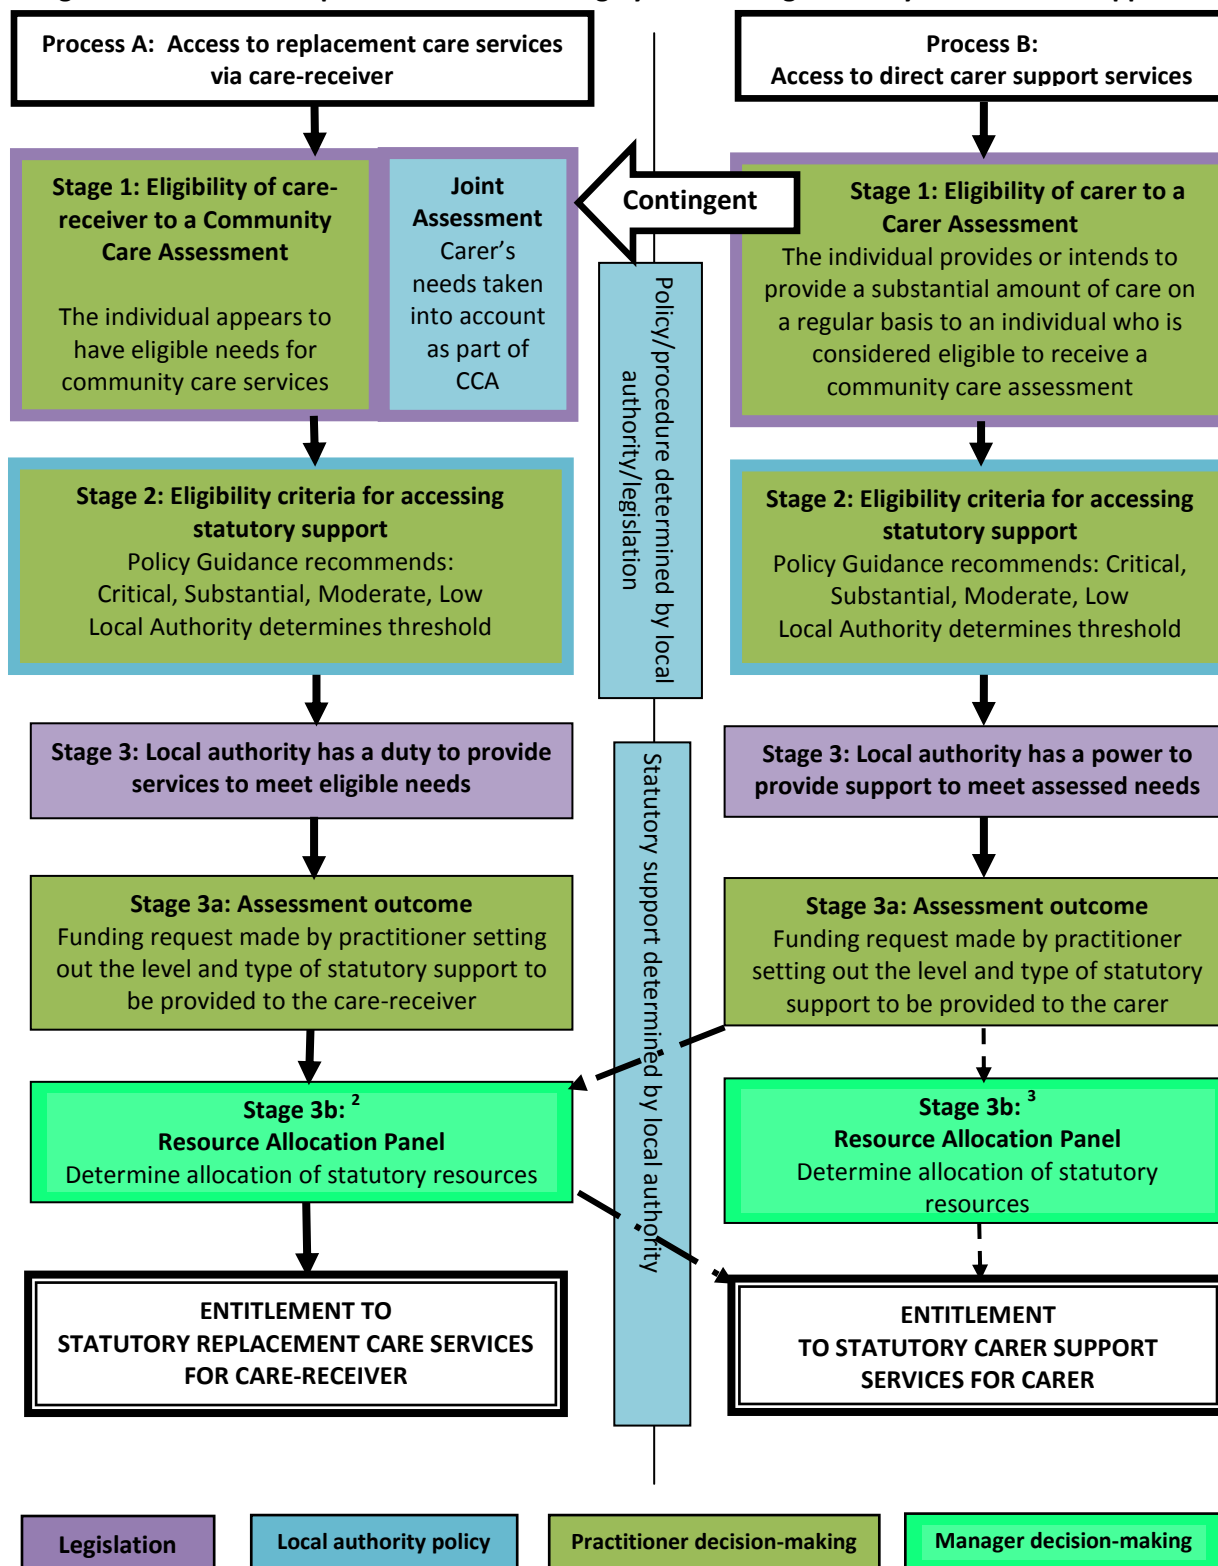 Process A: Access to replacement care services
via care-receiver
Process B:
Access to direct carer support services
Stage 1: Eligibility of care-
receiver to a Community
Care Assessment
The individual appears to
have eligible needs for
community care services
Joint
Assessment
Carer's
needs taken
into account
as part of
CCA
Contingent
Stage 1: Eligibility of carer to a
Carer Assessment
The individual provides or intends to
provide a substantial amount of care on
a regular basis to an individual who is
considered eligible to receive a
community care assessment
Policy/procedure determined by local
authority/legislation
Stage 2: Eligibility criteria for accessing
statutory support
Policy Guidance recommends:
Critical, Substantial, Moderate, Low
Local Authority determines threshold
Stage 2: Eligibility criteria for accessing
statutory support
Policy Guidance recommends: Critical,
Substantial, Moderate, Low
Local Authority determines threshold
Stage 3: Local authority has a duty to provide
services to meet eligible needs
Statutory support determined by local authority
Stage 3: Local authority has a power to
provide support to meet assessed needs
Stage 3a: Assessment outcome
Funding request made by practitioner setting
out the level and type of statutory support to
be provided to the care-receiver
Stage 3a: Assessment outcome
Funding request made by practitioner
setting out the level and type of statutory
support to be provided to the carer
Stage 3b: 2
Resource Allocation Panel
Determine allocation of statutory resources
Stage 3b: 3
Resource Allocation Panel
Determine allocation of statutory
resources
ENTITLEMENT TO
STATUTORY REPLACEMENT CARE SERVICES
FOR CARE-RECEIVER
ENTITLEMENT
TO STATUTORY CARER SUPPORT
SERVICES FOR CARER
Legislation
Local authority policy
Practitioner decision-making
Manager decision-making